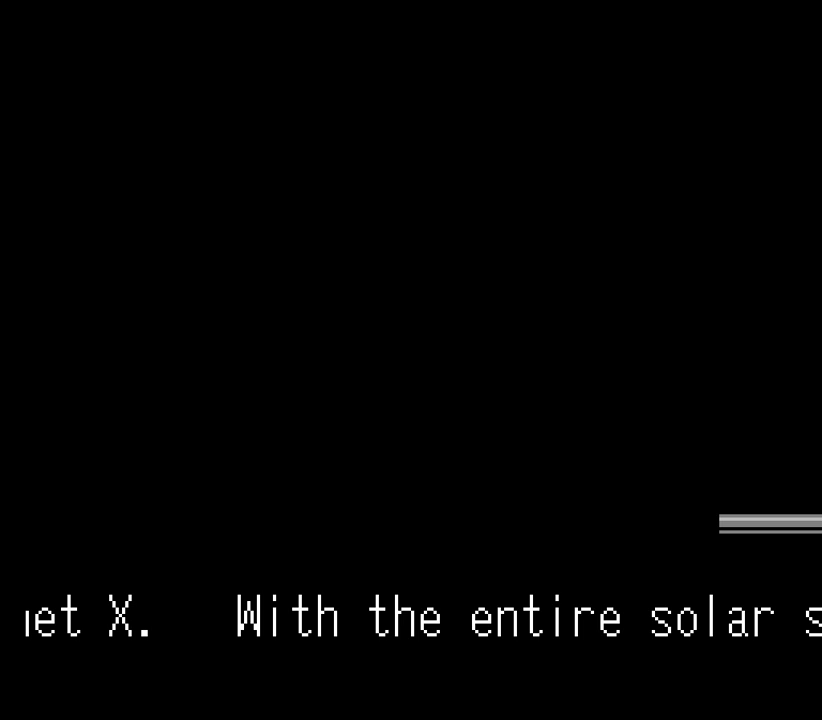 et X. With the entire solar